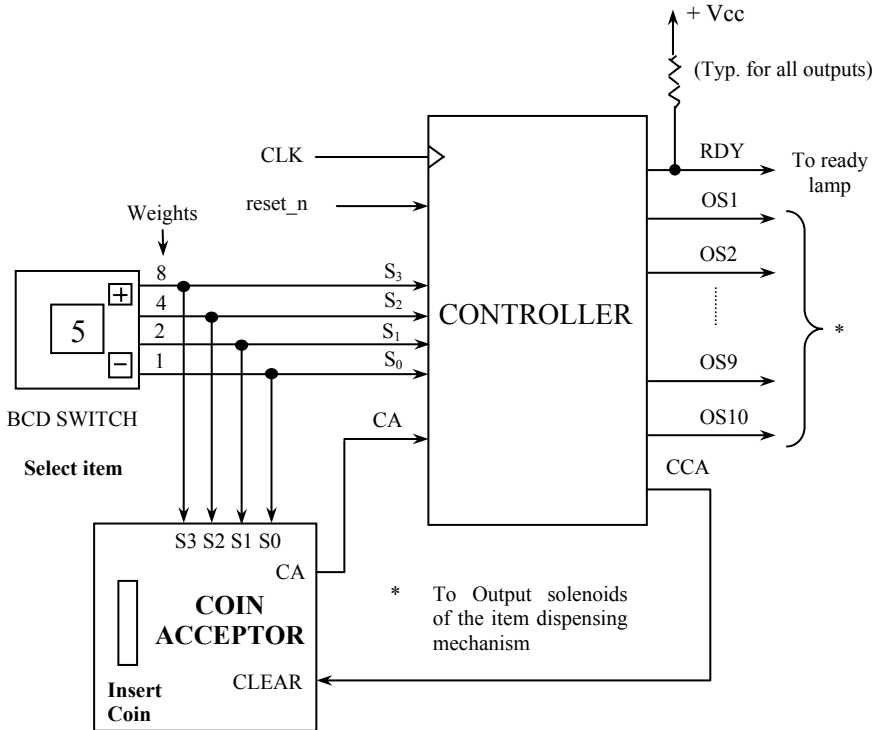 + Vcc
(Typ. for all outputs)
CLK
RDY
To ready
lamp
reset_n
OS1
Weights
8
S3
OS2
+
4
S2
CONTROLLER
*
5
2
S1
−
1
S0
OS9
BCD SWITCH
CA
OS10
Select item
CCA
S3 S2 S1 S0
CA
* To Output solenoids
of the item dispensing
mechanism
COIN
ACCEPTOR
CLEAR
Insert
Coin